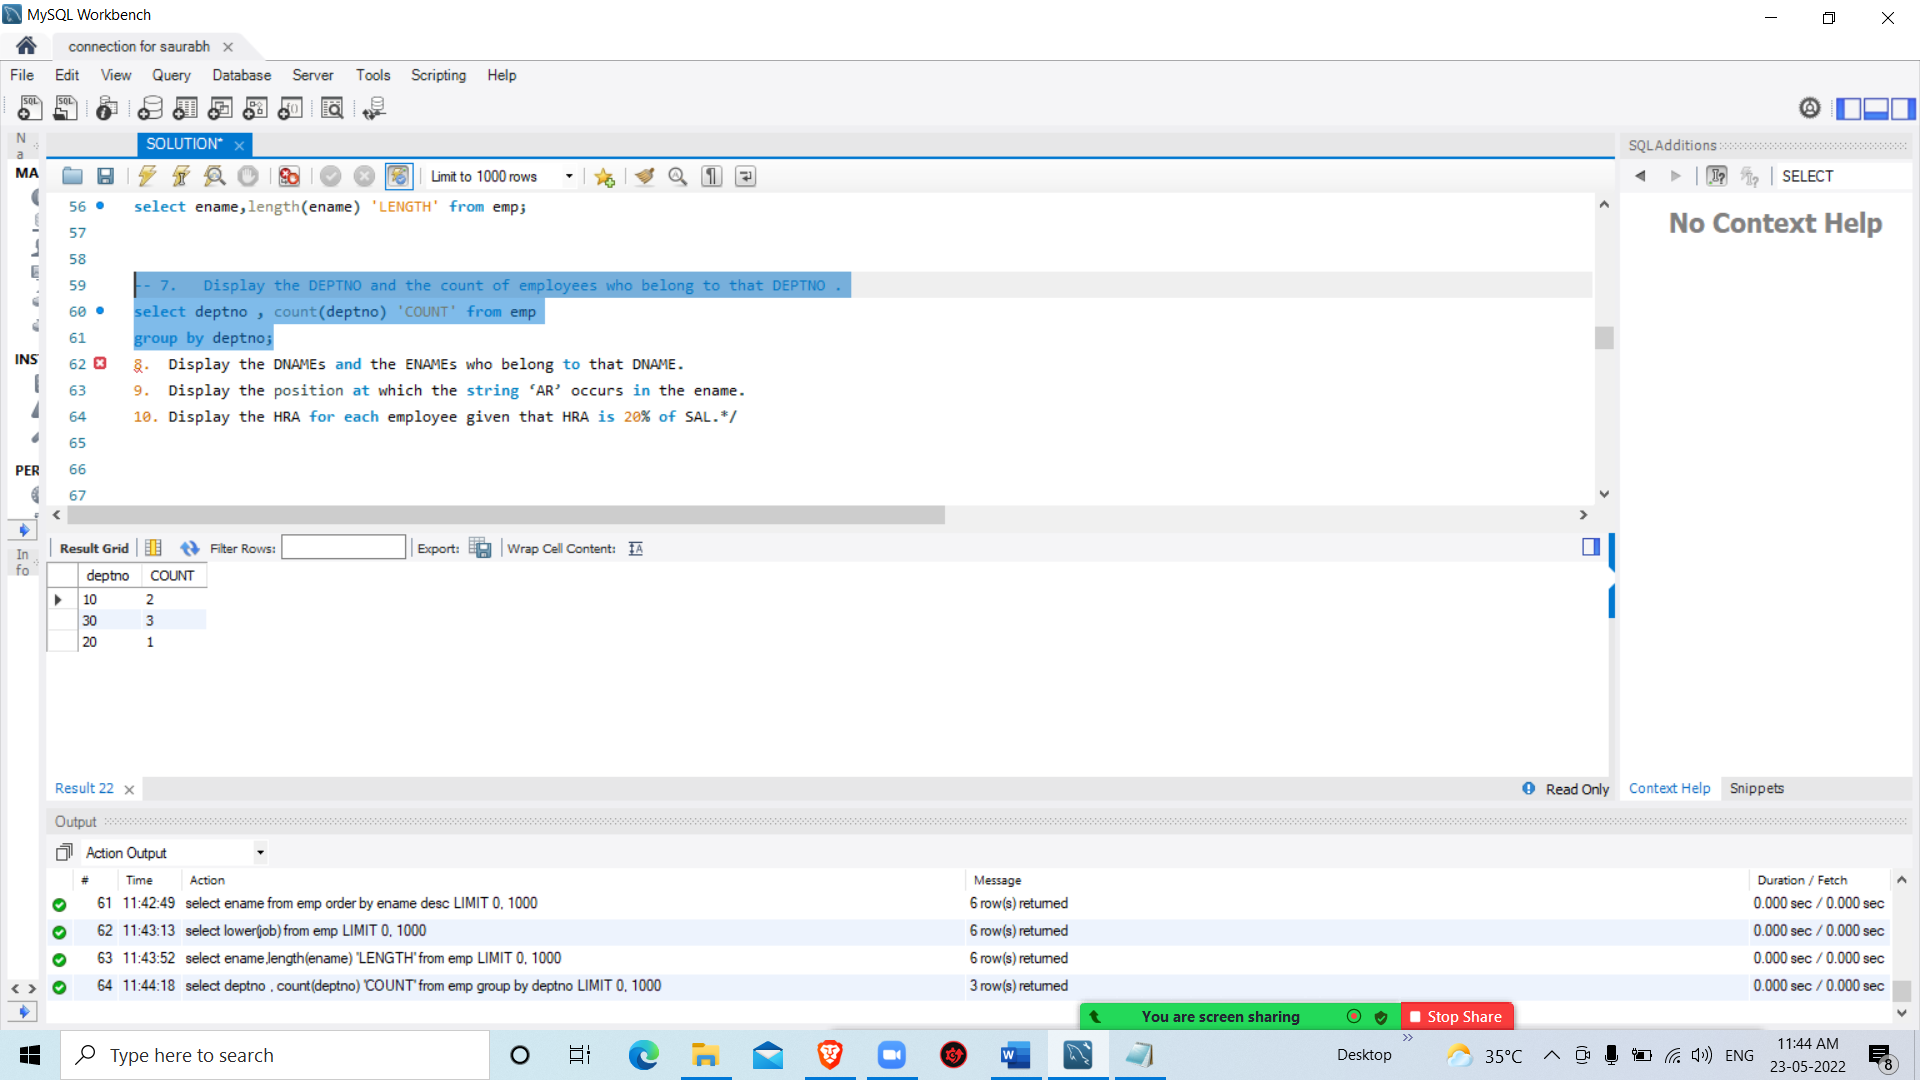 MySQL Workbench
connection for saurabh
File Edit View Query Database Server Tools Scripting Help
N
a
MA
SOLUTION*
SQLAdditions
Limit to 1000 rows
SELECT
No Context Help
56 select ename,length(ename) 'LENGTH' from emp;
57
58
59 -- 7. Display the DEPTNO and the count of employees who belong to that DEPTNO .
60 select deptno , count(deptno) 'COUNT' from emp
61 group by deptno;
62 8. Display the DNAMEs and the ENAMEs who belong to that DNAME.
63 9. Display the position at which the string ‘AR’ occurs in the ename.
64 10. Display the HRA for each employee given that HRA is 20% of SAL.*/
65
66
67
INS
PER
In
fo
Result Grid Filter Rows: Export: Wrap Cell Content:
deptno COUNT
10 2
30 3
20 1
Result 22
Read Only
Context Help Snippets
Output
Action Output
# Time Action Message Duration / Fetch
61 11:42:49 select ename from emp order by ename desc LIMIT 0, 1000 6 row(s) returned 0.000 sec / 0.000 sec
62 11:43:13 select lower(job) from emp LIMIT 0, 1000 6 row(s) returned 0.000 sec / 0.000 sec
63 11:43:52 select ename,length(ename) 'LENGTH' from emp LIMIT 0, 1000 6 row(s) returned 0.000 sec / 0.000 sec
64 11:44:18 select deptno , count(deptno) 'COUNT' from emp group by deptno LIMIT 0, 1000 3 row(s) returned 0.000 sec / 0.000 sec
You are screen sharing Stop Share
Type here to search
Desktop
35°C
ENG
11:44 AM
23-05-2022
8